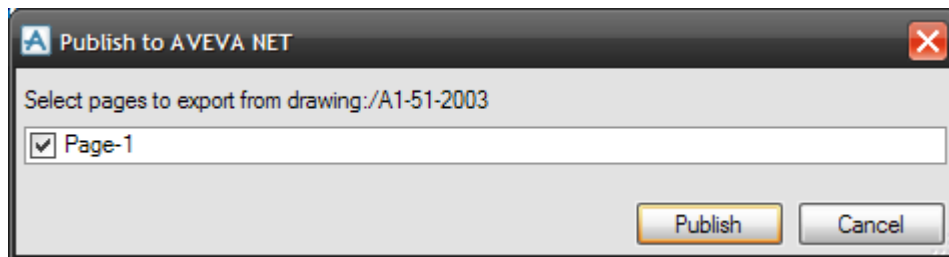 Publish to AVEVA NET
Select pages to export from drawing:/A1-51-2003
Page-1
Publish Cancel